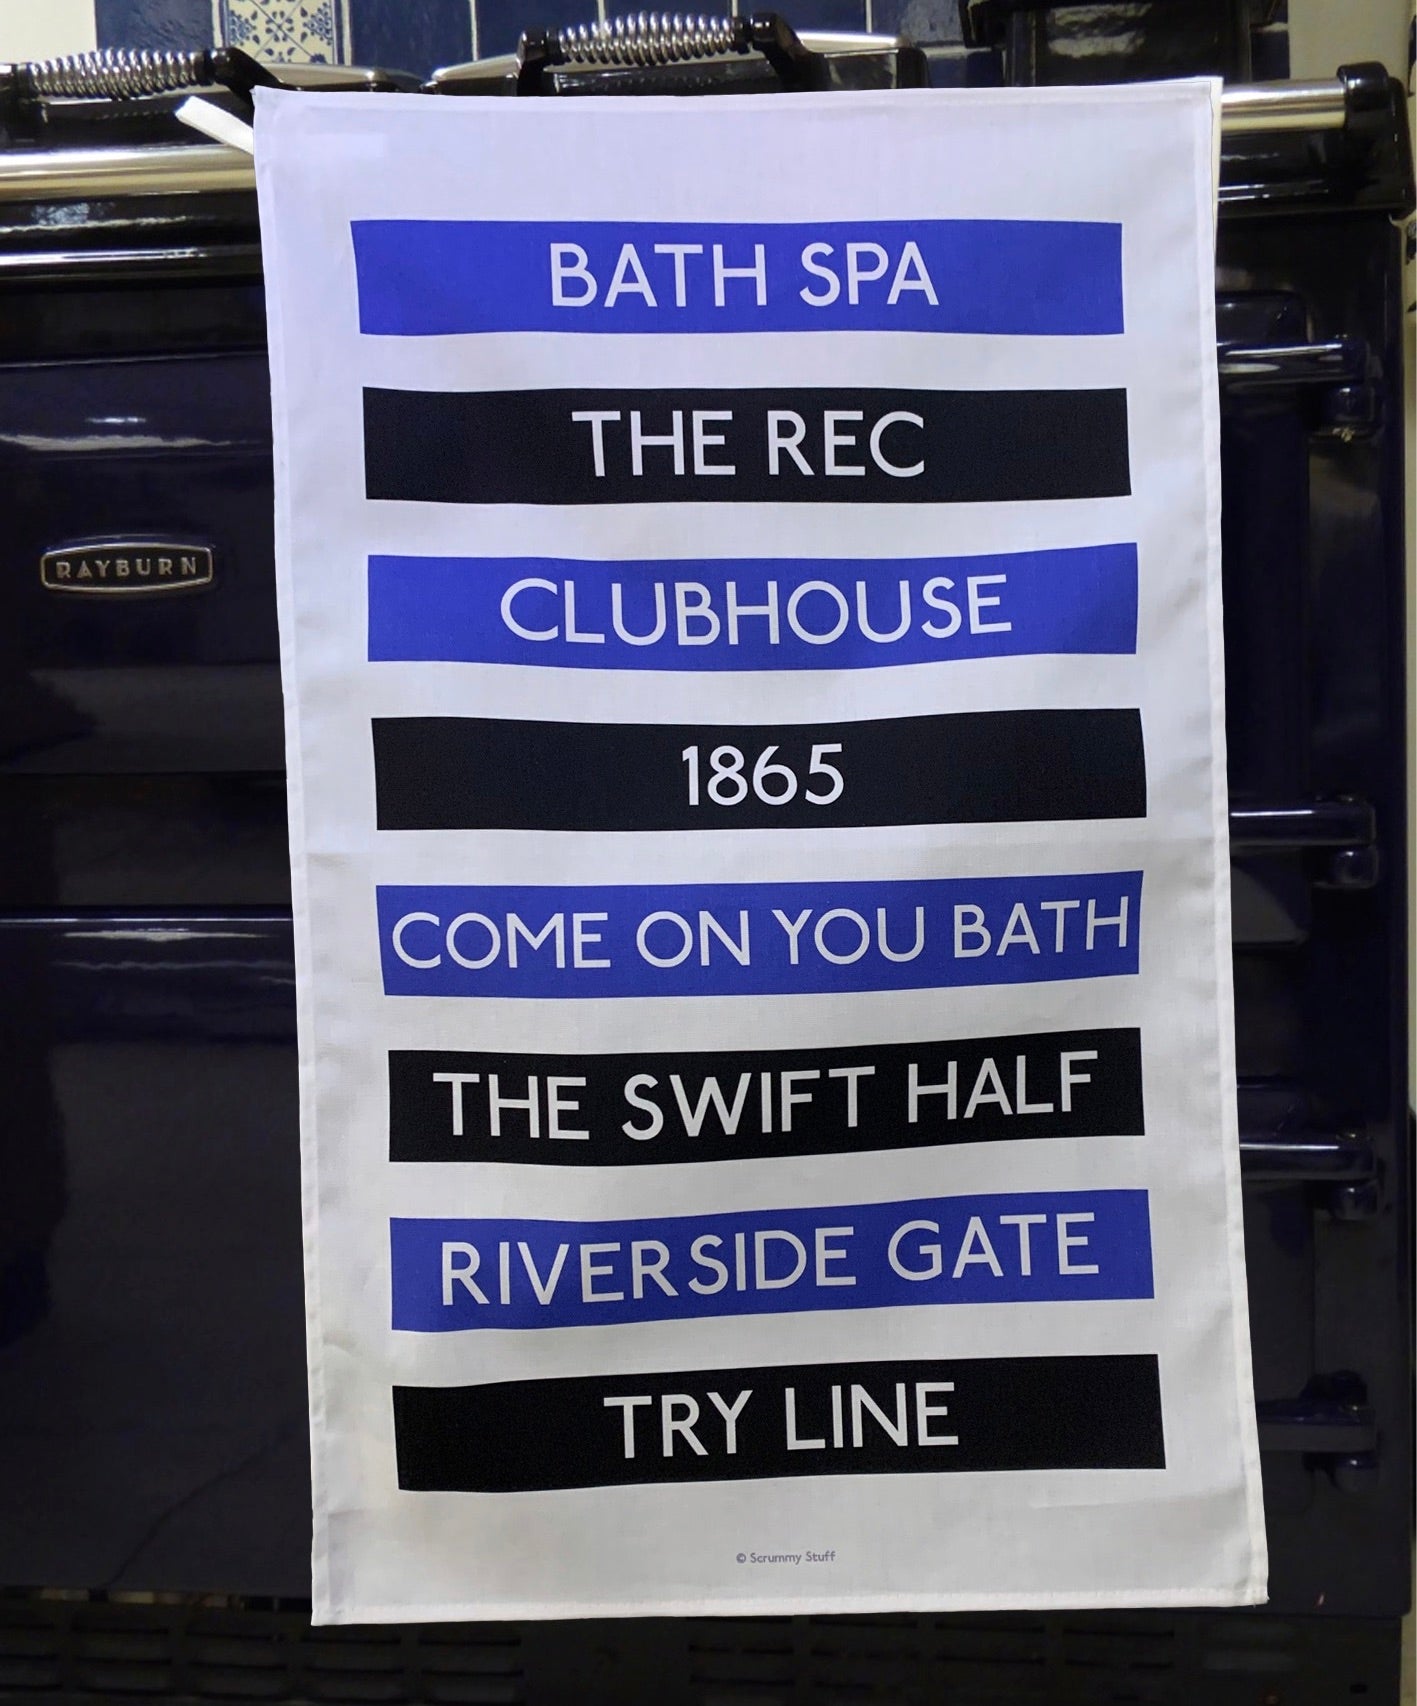 BATH SPA
THE REC
RAYBURN
CLUBHOUSE
1865
COME ON YOU BATH
THE SWIFT HALF
RIVERSIDE GATE
TRY LINE
© Scrummy Stuff